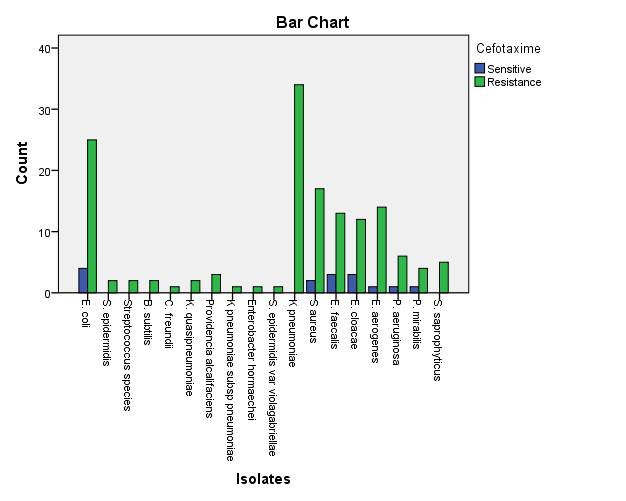 Bar Chart
Cefotaxime
Sensitive
Resistance
Count
40
30
20
10
0
E. coli
S. epidermidis
Streptococcus species
B. subtilis
C. freundii
K. quasipneumoniae
Providencia alcalifaciens
K pneumoniae subsp pneumoniae
Enterobacter hormaechei
S. epidermidis var violagabriellae
K pneumoniae
S aureus
E. faecalis
E. cloacae
E. aerogenes
P. aeruginosa
P. mirabilis
S. saprophyticus
Isolates